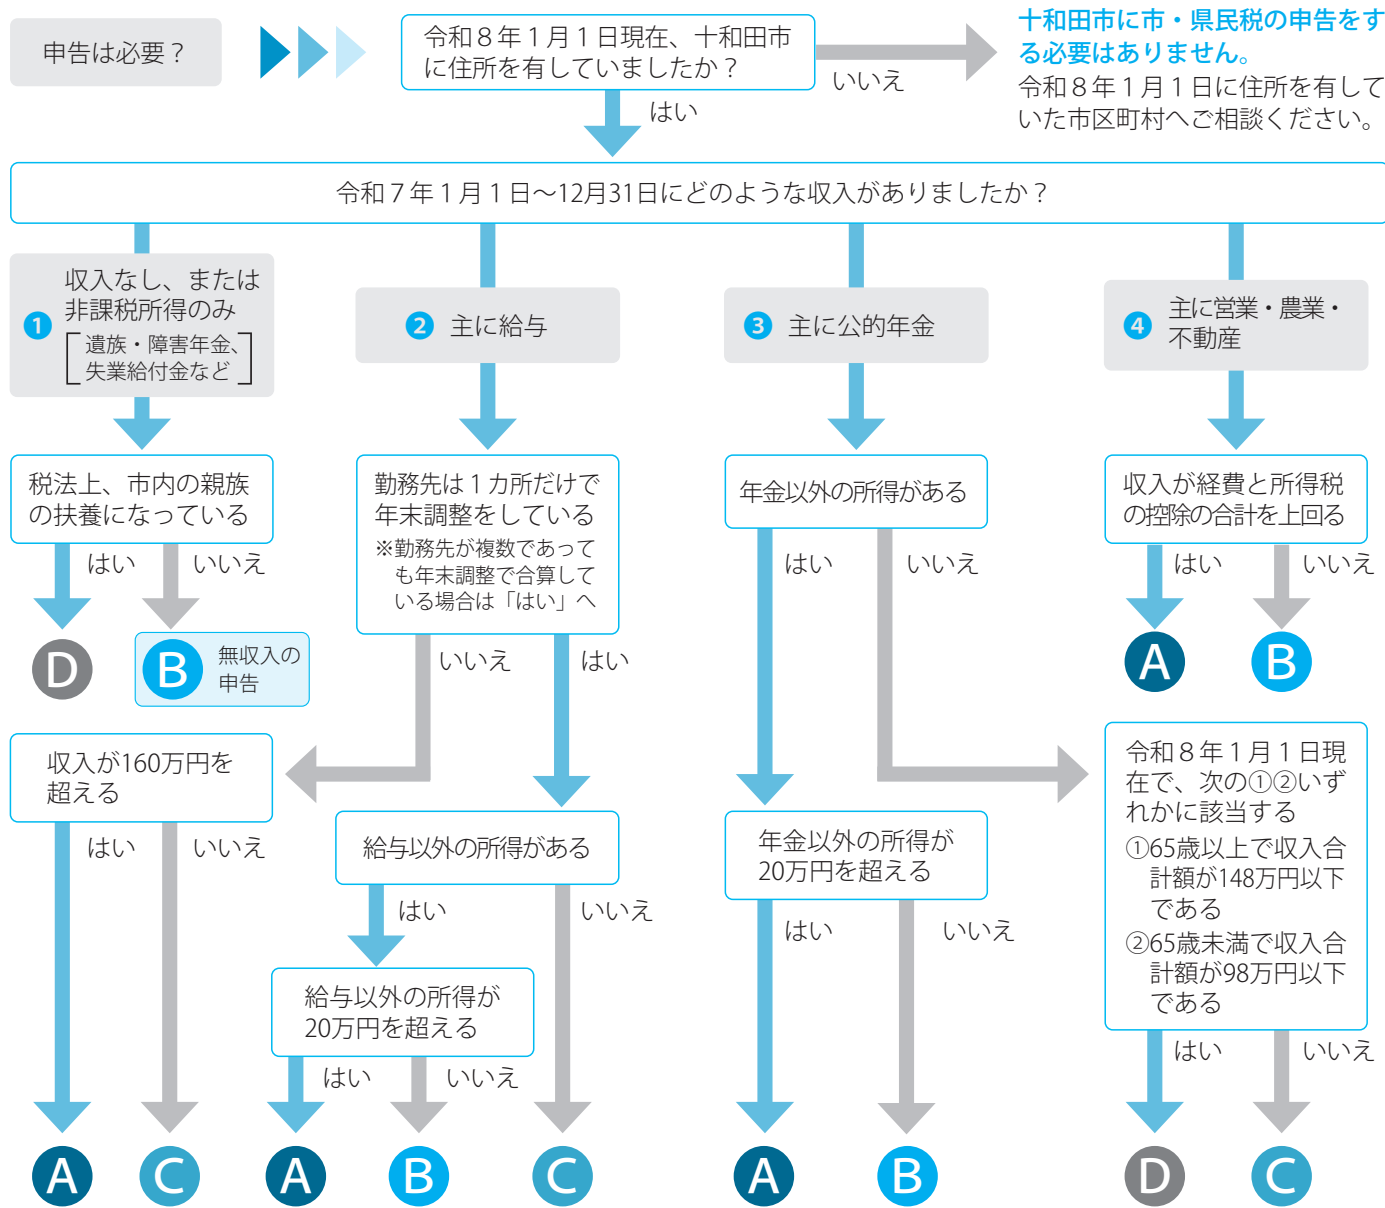 申告は必要？
令和８年１月１日現在、十和田市
に住所を有していましたか？
いいえ
はい
十和田市に市・県民税の申告をす
る必要はありません。
令和８年１月１日に住所を有して
いた市区町村へご相談ください。
令和７年１月１日～12月31日にどのような収入がありましたか？
❶
収入なし、または
非課税所得のみ
遺族・障害年金、
失業給付金など
❷ 主に給与
❸ 主に公的年金
❹
主に営業・農業・
不動産
税法上、市内の親族
の扶養になっている
はい
いいえ
D
B
無収入の
申告
勤務先は１カ所だけで
年末調整をしている
※勤務先が複数であって
も年末調整で合算して
いる場合は「はい」へ
いいえ
はい
年金以外の所得がある
はい
いいえ
収入が経費と所得税
の控除の合計を上回る
はい
いいえ
A
B
収入が160万円を
超える
はい
いいえ
給与以外の所得がある
はい
いいえ
給与以外の所得が
20万円を超える
はい
いいえ
年金以外の所得が
20万円を超える
はい
いいえ
令和８年１月１日現
在で、次の①②いず
れかに該当する
①65歳以上で収入合
計額が148万円以下
である
②65歳未満で収入合
計額が98万円以下
である
はい
いいえ
A
C
A
B
C
A
B
D
C